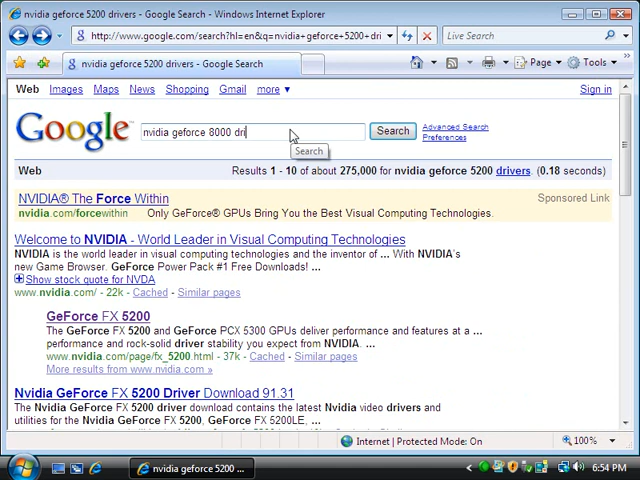 nvidia geforce 5200 drivers - Google Search - Windows Internet Explorer
http://www.google.com/search?hl=en&q=nvidia+geforce+5200+dri
Live Search
nvidia geforce 5200 drivers - Google Search
Page
Tools
Web Images Maps News Shopping Gmail more
Sign in
Google
nvidia geforce 8000 dri
Search
Advanced Search
Preferences
Search
Web
Results 1 - 10 of about 275,000 for nvidia geforce 5200 drivers. (0.18 seconds)
NVIDIA® The Force Within
Sponsored Link
nvidia.com/forcewithin Only GeForce® GPUs Bring You the Best Visual Computing Technologies.
Welcome to NVIDIA - World Leader in Visual Computing Technologies
NVIDIA is the world leader in visual computing technologies and the inventor of ... With NVIDIA's
new Game Browser. GeForce Power Pack #1 Free Downloads! ...
Show stock quote for NVDA
www.nvidia.com/ - 22k - Cached - Similar pages
GeForce FX 5200
The GeForce FX 5200 and GeForce PCX 5300 GPUs deliver performance and features at a ...
performance and rock-solid driver stability you expect from NVIDIA. ...
www.nvidia.com/page/fx_5200.html - 37k - Cached - Similar pages
More results from www.nvidia.com »
Nvidia GeForce FX 5200 Driver Download 91.31
The Nvidia GeForce FX 5200 driver download contains the latest Nvidia video drivers and
utilities for the Nvidia GeForce FX 5200, GeForce FX 5200LE, ...
Internet | Protected Mode: On
100%
nvidia geforce 5200 ...
6:54 PM